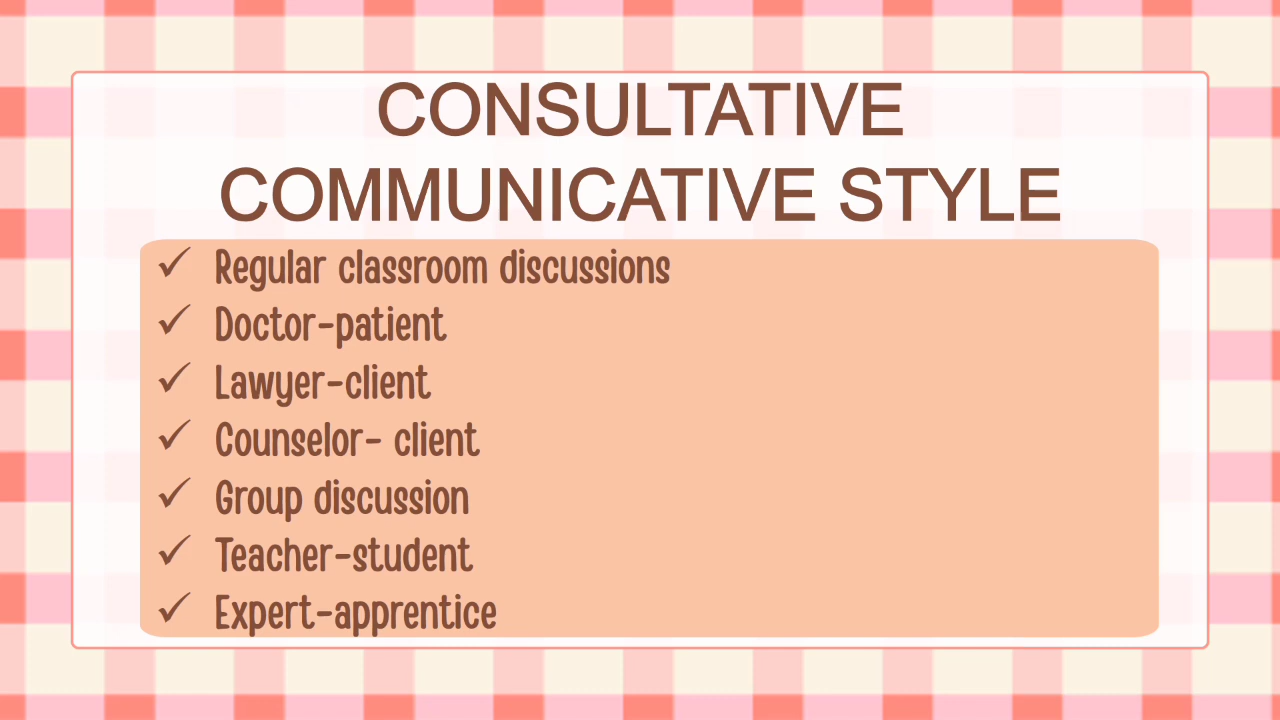 CONSULTATIVE
COMMUNICATIVE STYLE
✓ Regular classroom discussions
✓ Doctor-patient
✓ Lawyer-client
✓ Counselor- client
✓ Group discussion
✓ Teacher-student
✓ Expert-apprentice